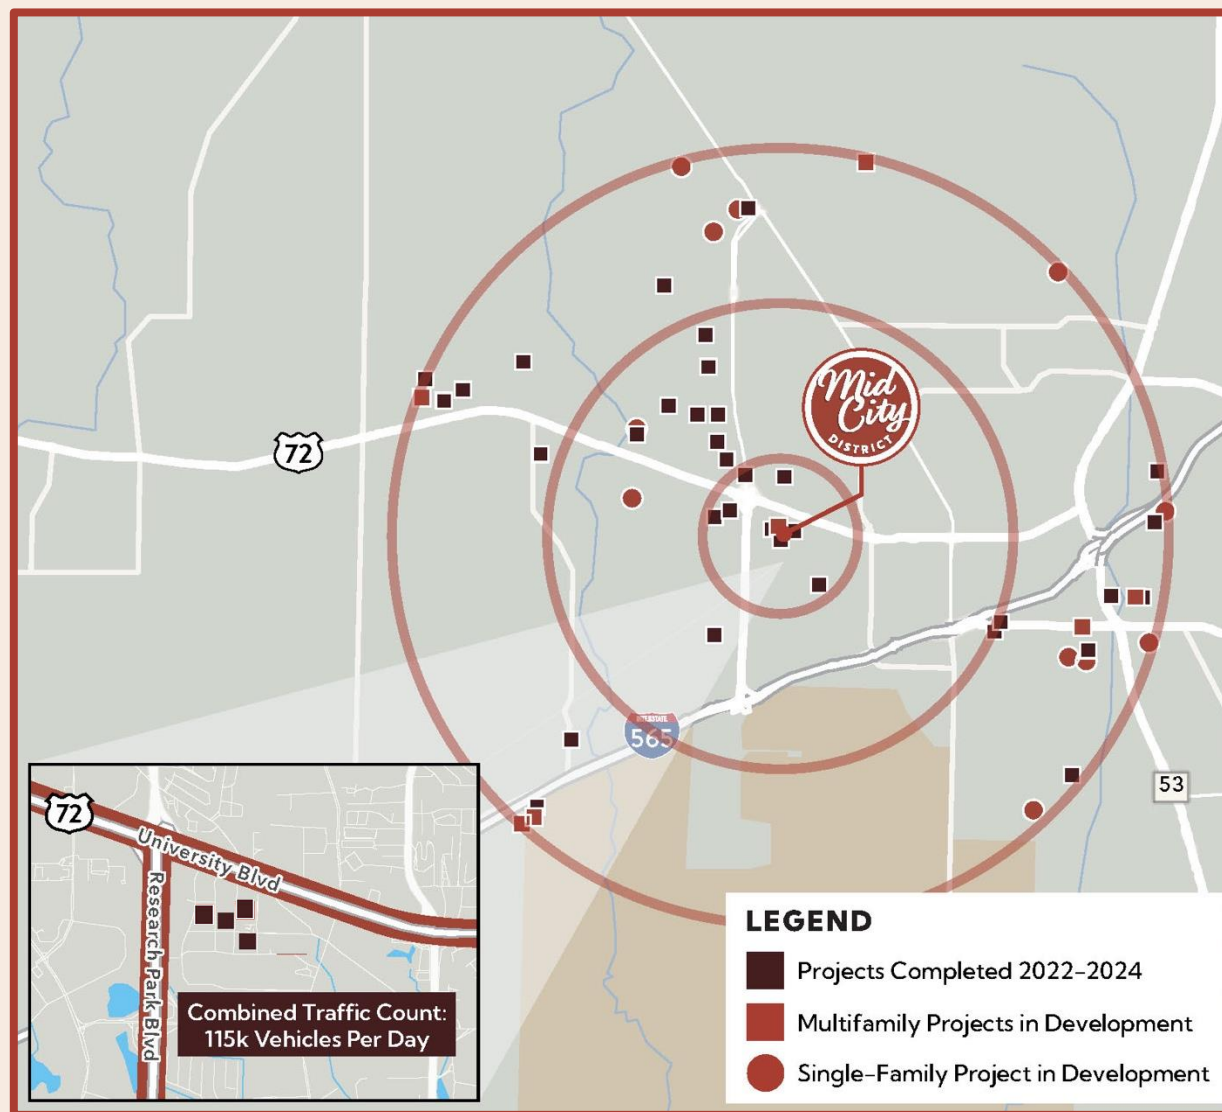 Mid
City
DISTRICT
72
INTERSTATE
565
53
72
University Blvd
Research Park Blvd
Combined Traffic Count:
115k Vehicles Per Day
LEGEND
Projects Completed 2022–2024
Multifamily Projects in Development
Single–Family Project in Development